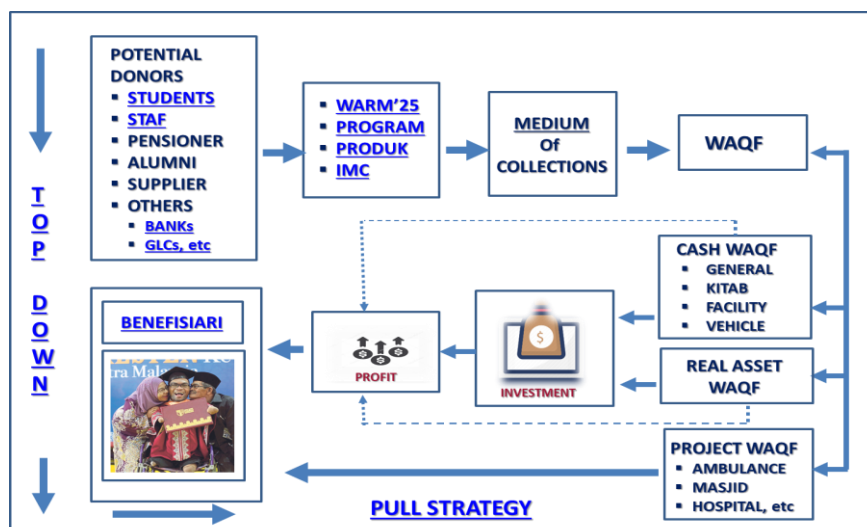 POTENTIAL
DONORS
STUDENTS
STAF
PENSIONER
ALUMNI
SUPPLIER
OTHERS
BANKs
GLCs, etc
WARM'25
PROGRAM
PRODUK
IMC
MEDIUM
Of
COLLECTIONS
WAQF
TOP DOWN
CASH WAQF
GENERAL
KITAB
FACILITY
VEHICLE
BENEFISIARI
tra Malaysia
PROFIT
$ $ $
$
INVESTMENT
REAL ASSET
WAQF
PROJECT WAQF
AMBULANCE
MASJID
HOSPITAL, etc
PULL STRATEGY